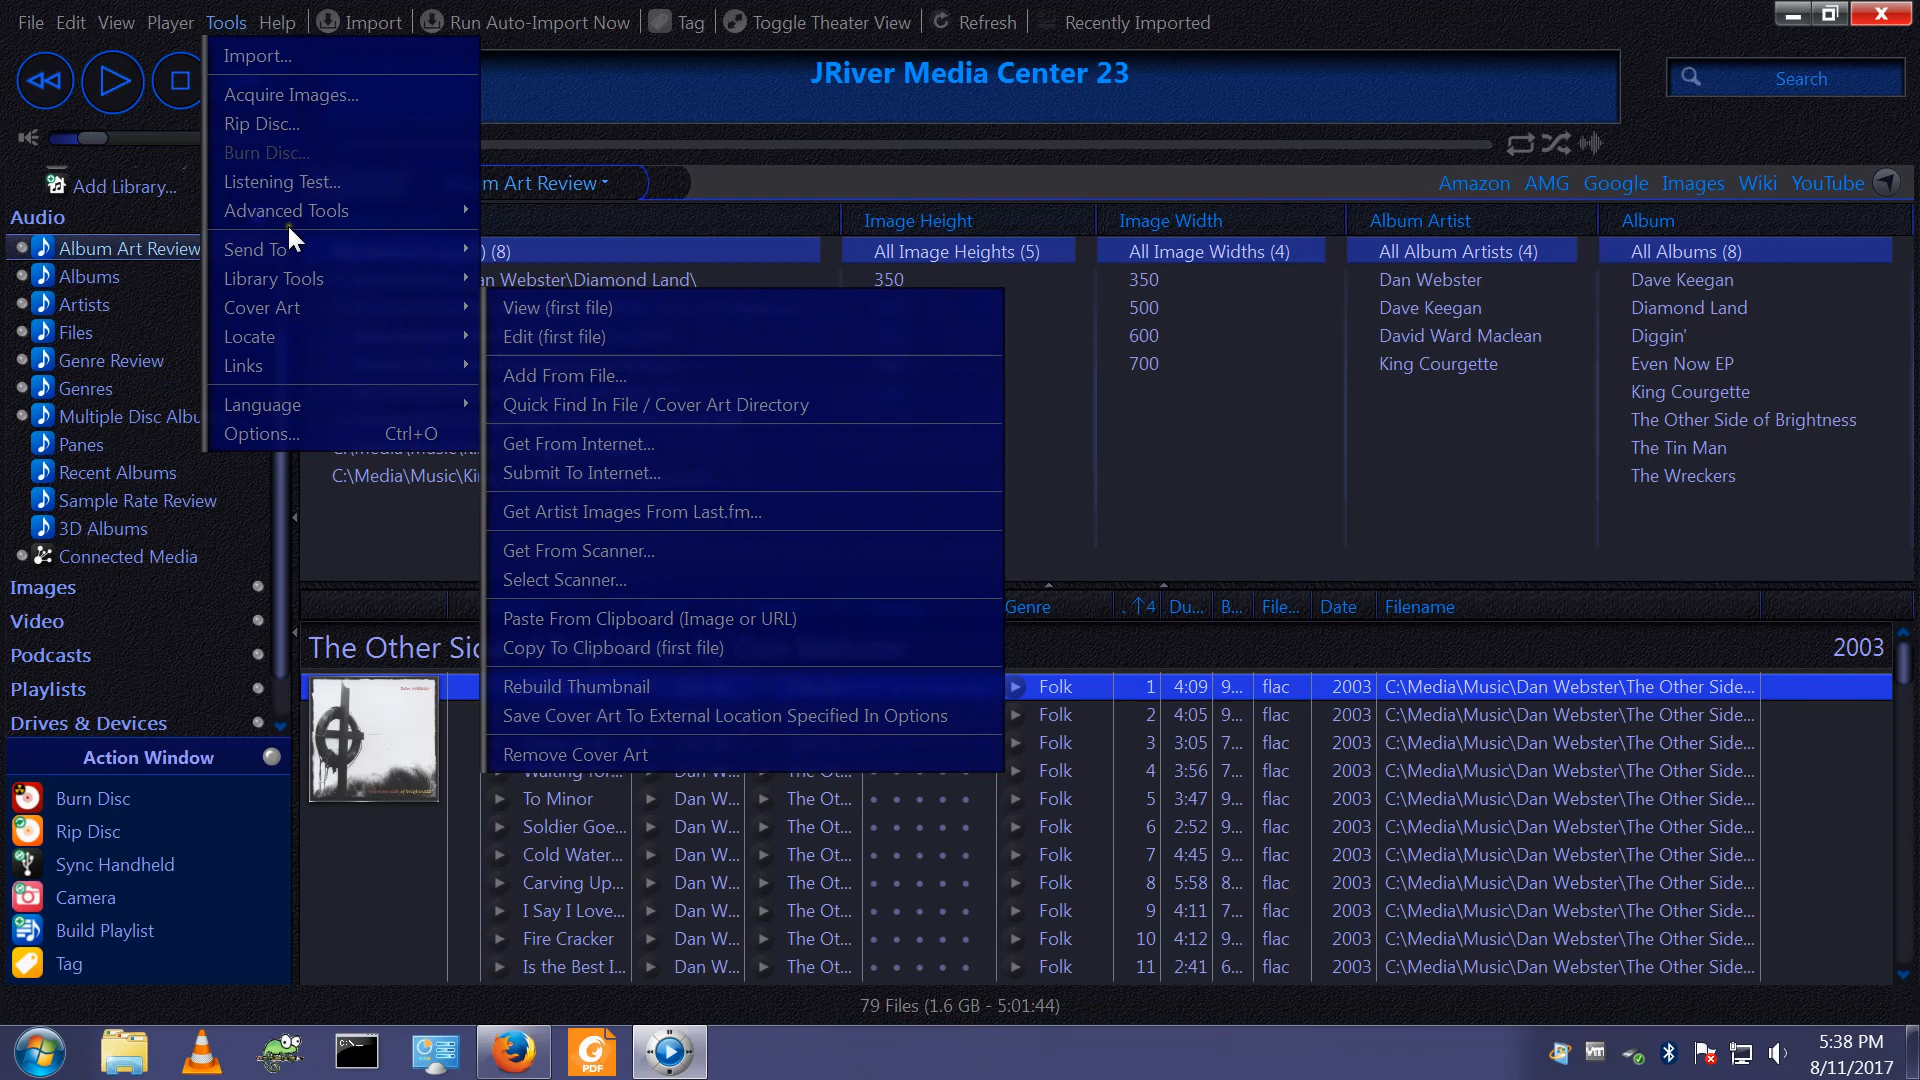 File Edit View Player Tools Help Import Run Auto-Import Now Tag Toggle Theater View Refresh Recently Imported
JRiver Media Center 23
Search
Import...
Acquire Images...
Rip Disc...
Burn Disc...
Listening Test...
Advanced Tools
Send To
Library Tools
Cover Art
Locate
Links
Language
Options... Ctrl+O
View (first file)
Edit (first file)
Add From File...
Quick Find In File / Cover Art Directory
Get From Internet...
Submit To Internet...
Get Artist Images From Last.fm...
Get From Scanner...
Select Scanner...
Paste From Clipboard (Image or URL)
Copy To Clipboard (first file)
Rebuild Thumbnail
Save Cover Art To External Location Specified In Options
Remove Cover Art
Add Library...
Audio
Album Art Review
Albums
Artists
Files
Genre Review
Genres
Multiple Disc Albu
Panes
Recent Albums
Sample Rate Review
3D Albums
Connected Media
Images
Video
Podcasts
Playlists
Drives & Devices
Action Window
Burn Disc
Rip Disc
Sync Handheld
Camera
Build Playlist
Tag
m Art Review
Amazon AMG Google Images Wiki YouTube
) (8)
an Webster\Diamond Land\
C:\Media\Music\Ki
Image Height
All Image Heights (5)
350
Image Width
All Image Widths (4)
350
500
600
700
Album Artist
All Album Artists (4)
Dan Webster
Dave Keegan
David Ward Maclean
King Courgette
Album
All Albums (8)
Dave Keegan
Diamond Land
Diggin'
Even Now EP
King Courgette
The Other Side of Brightness
The Tin Man
The Wreckers
Genre 4 Du... B... File... Date Filename
The Other Sid 2003
Folk 1 4:09 9... flac 2003 C:\Media\Music\Dan Webster\The Other Side...
Folk 2 4:05 9... flac 2003 C:\Media\Music\Dan Webster\The Other Side...
Folk 3 3:05 7... flac 2003 C:\Media\Music\Dan Webster\The Other Side...
Waiting for... Dan W... The Ot... Folk 4 3:56 7... flac 2003 C:\Media\Music\Dan Webster\The Other Side...
To Minor Dan W... The Ot... Folk 5 3:47 9... flac 2003 C:\Media\Music\Dan Webster\The Other Side...
Soldier Goe... Dan W... The Ot... Folk 6 2:52 9... flac 2003 C:\Media\Music\Dan Webster\The Other Side...
Cold Water... Dan W... The Ot... Folk 7 4:45 9... flac 2003 C:\Media\Music\Dan Webster\The Other Side...
Carving Up... Dan W... The Ot... Folk 8 5:58 8... flac 2003 C:\Media\Music\Dan Webster\The Other Side...
I Say I Love... Dan W... The Ot... Folk 9 4:11 7... flac 2003 C:\Media\Music\Dan Webster\The Other Side...
Fire Cracker Dan W... The Ot... Folk 10 4:12 9... flac 2003 C:\Media\Music\Dan Webster\The Other Side...
Is the Best I... Dan W... The Ot... Folk 11 2:41 6... flac 2003 C:\Media\Music\Dan Webster\The Other Side...
79 Files (1.6 GB - 5:01:44)
PDF
5:38 PM
8/11/2017